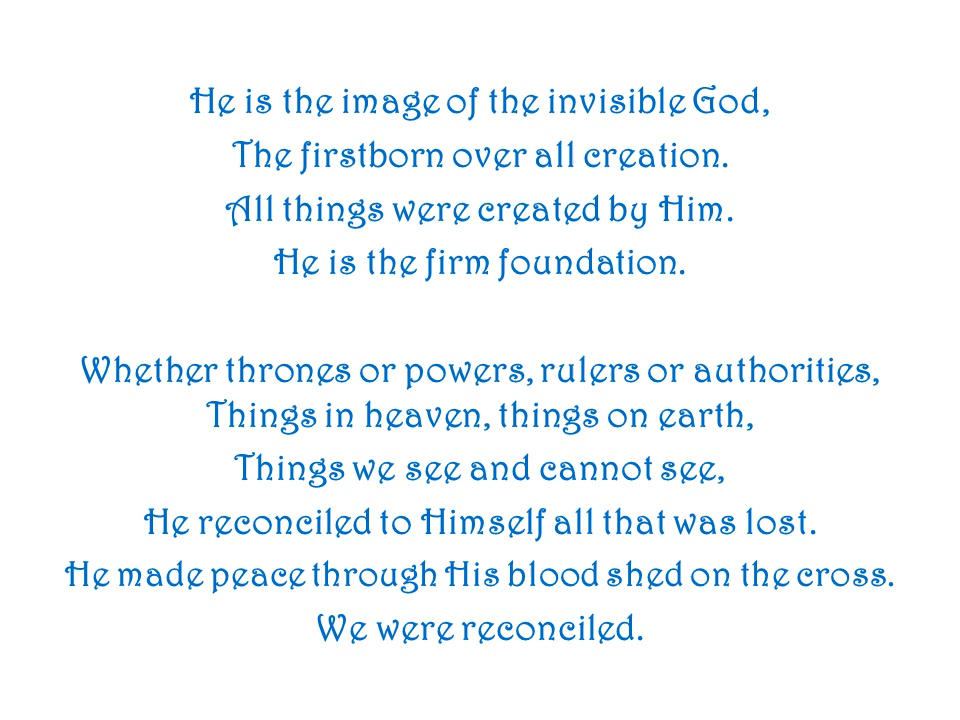 He is the image of the invisible God,
The firstborn over all creation.
All things were created by Him.
He is the firm foundation.
Whether thrones or powers, rulers or authorities,
Things in heaven, things on earth,
Things we see and cannot see,
He reconciled to Himself all that was lost.
He made peace through His blood shed on the cross.
We were reconciled.